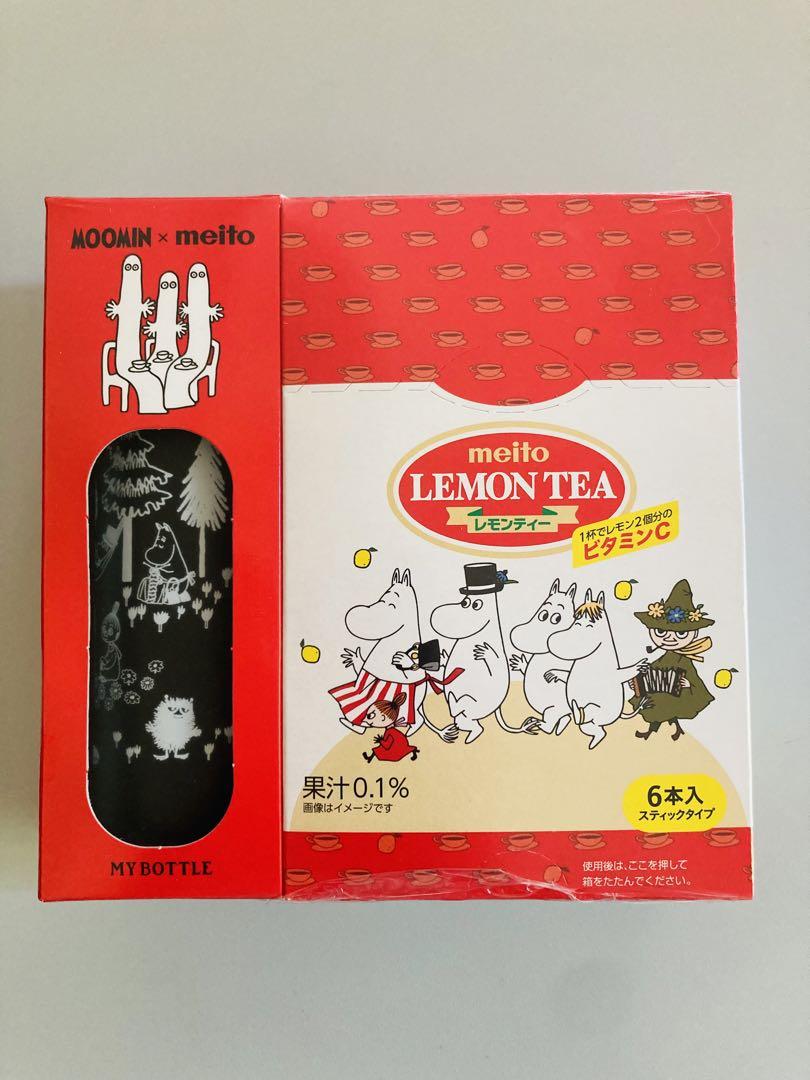 MOOMIN × meito
MY BOTTLE
meito
LEMON TEA
レモンティー
1杯でレモン2個分の
ビタミンC
果汁0.1%
画像はイメージです
6本入
スティックタイプ
使用後は、ここを押して
箱をたたんでください。